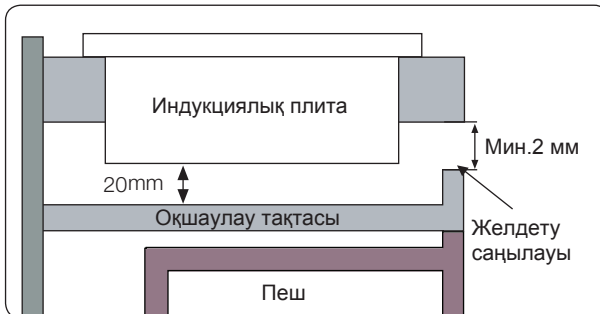 Индукциялық плита
Мин.2 мм
20mm
Оқшаулау тақтасы
Желдету
саңылауы
Пеш